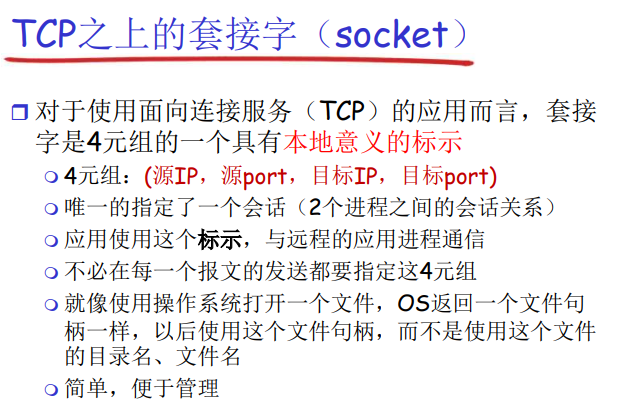 TCP之上的套接字（socket）
对于使用面向连接服务（TCP）的应用而言，套接
字是4元组的一个具有本地意义的标示
4元组：(源IP，源port，目标IP，目标port)
唯一的指定了一个会话（2个进程之间的会话关系）
应用使用这个标示，与远程的应用进程通信
不必在每一个报文的发送都要指定这4元组
就像使用操作系统打开一个文件，OS返回一个文件句
柄一样，以后使用这个文件句柄，而不是使用这个文件
的目录名、文件名
简单，便于管理